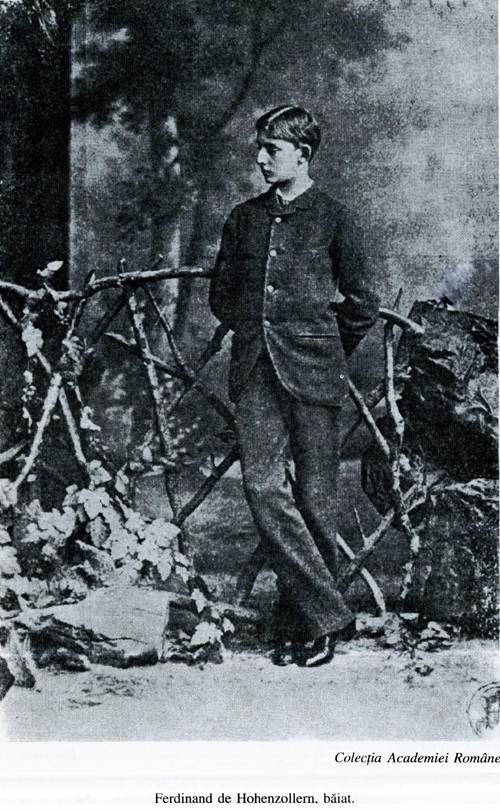 Colecția Academiei Române
Ferdinand de Hohenzollern, băiat.